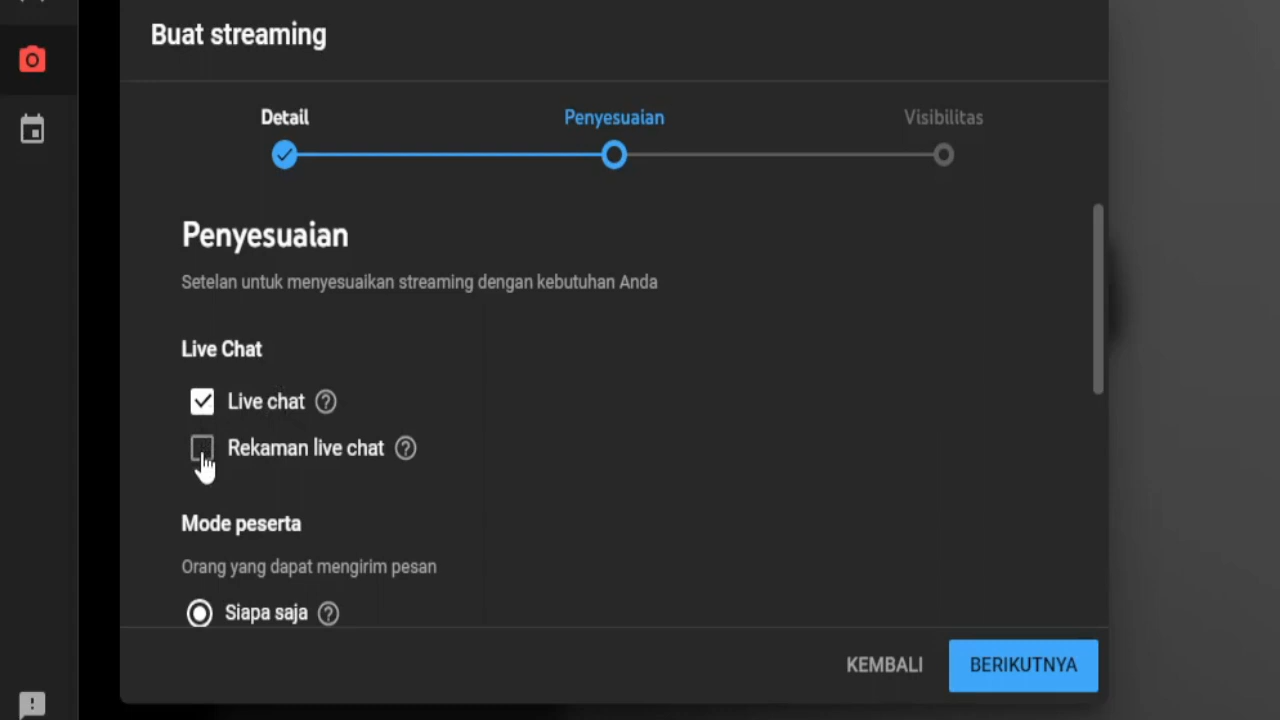 Buat streaming
Detail
Penyesuaian
Visibilitas
Penyesuaian
Setelan untuk menyesuaikan streaming dengan kebutuhan Anda
Live Chat
Live chat
Rekaman live chat
Mode peserta
Orang yang dapat mengirim pesan
Siapa saja
KEMBALI
BERIKUTNYA